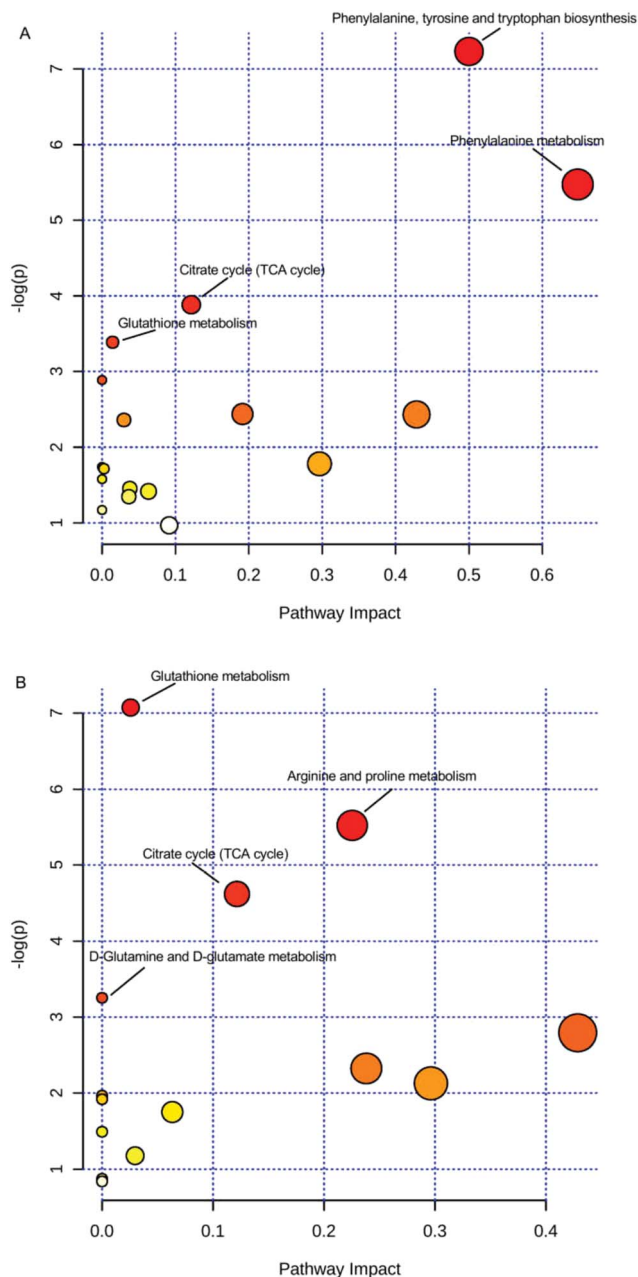 A
Phenylalanine, tyrosine and tryptophan biosynthesis
7
Phenylalanine metabolism
6
5
Citrate cycle (TCA cycle)
4
Glutathione metabolism
3
2
1
-log(p)
0.0 0.1 0.2 0.3 0.4 0.5 0.6
Pathway Impact
B
Glutathione metabolism
7
Arginine and proline metabolism
6
5
Citrate cycle (TCA cycle)
4
D-Glutamine and D-glutamate metabolism
3
2
1
-log(p)
0.0 0.1 0.2 0.3 0.4
Pathway Impact